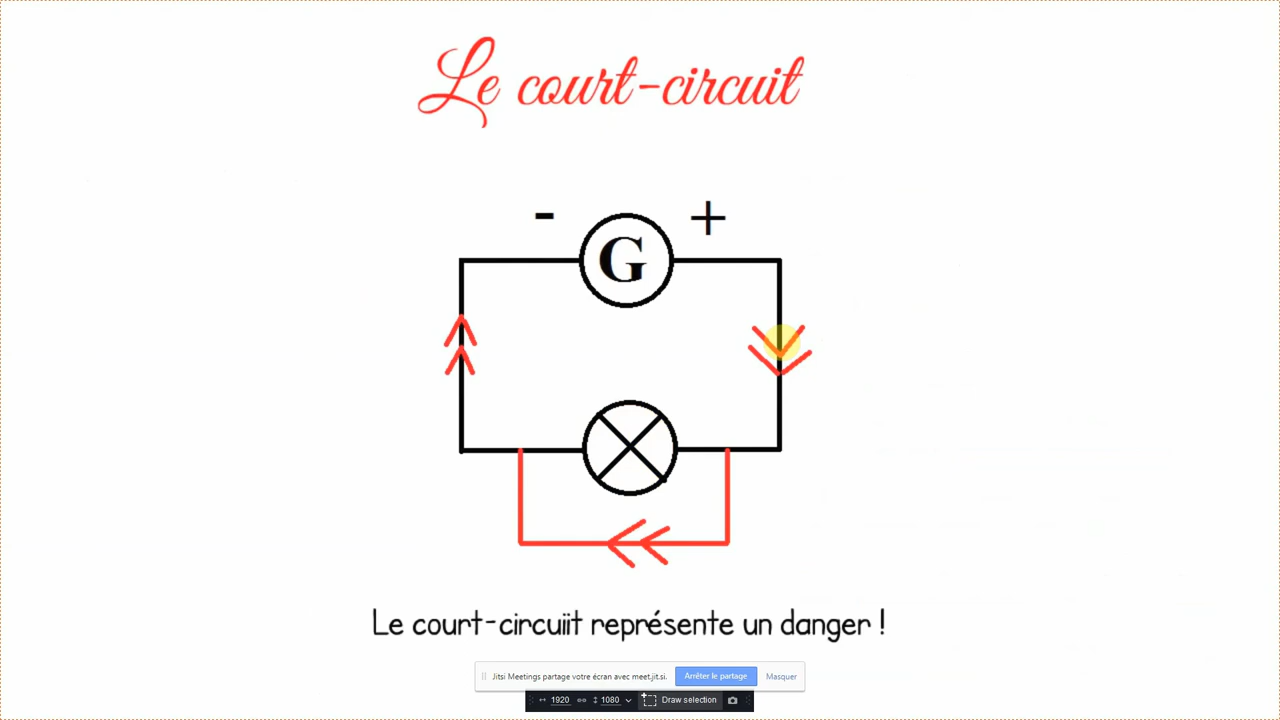 Le court-circuit
- +
G
Le court-circuiit représente un danger !
Jitsi Meetings partage votre écran avec meet.jit.si. Arrêter le partage Masquer
1920 1080 Draw selection